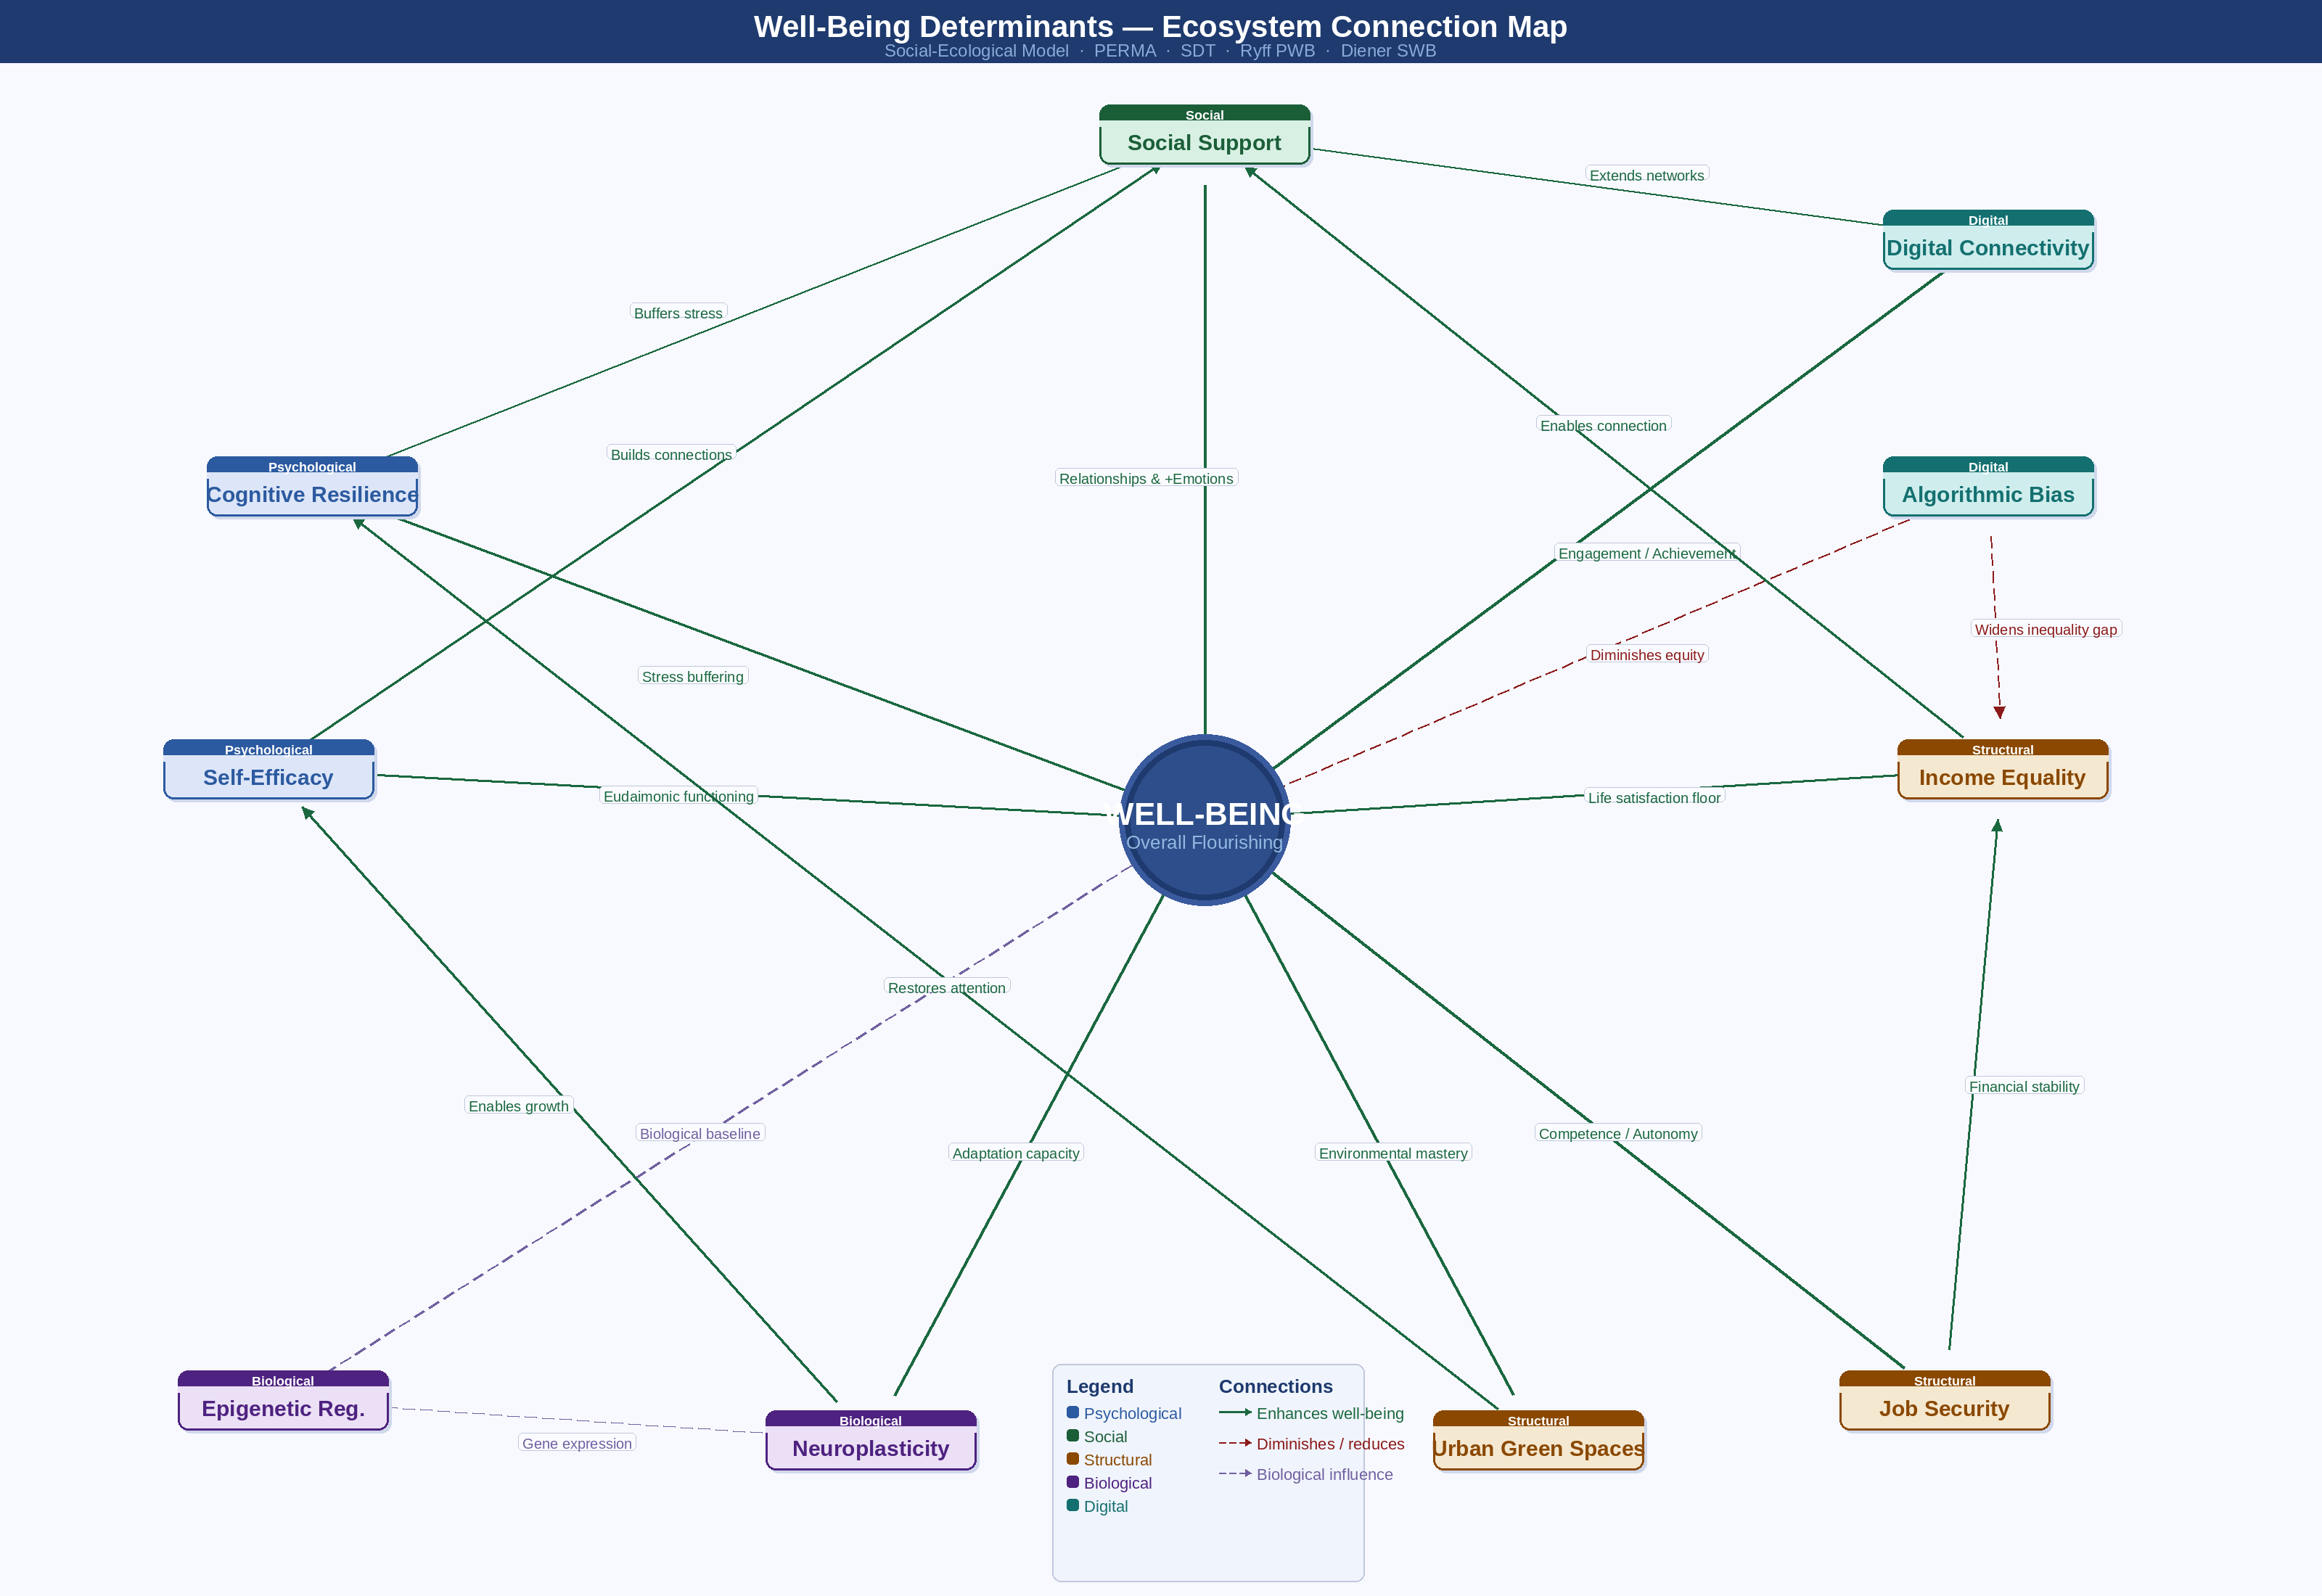 Well-Being Determinants — Ecosystem Connection Map
Social-Ecological Model · PERMA · SDT · Ryff PWB · Diener SWB
Social
Social Support
Extends networks
Digital
Digital Connectivity
Buffers stress
Builds connections
Relationships & +Emotions
Enables connection
Psychological
Cognitive Resilience
Digital
Algorithmic Bias
Engagement / Achievement
Widens inequality gap
Diminishes equity
Stress buffering
Psychological
Self-Efficacy
Structural
Income Equality
Eudaimonic functioning
Life satisfaction floor
WELL-BEING
Overall Flourishing
Restores attention
Financial stability
Enables growth
Biological baseline
Adaptation capacity
Environmental mastery
Competence / Autonomy
Biological
Epigenetic Reg.
Gene expression
Biological
Neuroplasticity
Legend
Psychological
Social
Structural
Biological
Digital
Connections
Enhances well-being
Diminishes / reduces
Biological influence
Structural
Urban Green Spaces
Structural
Job Security